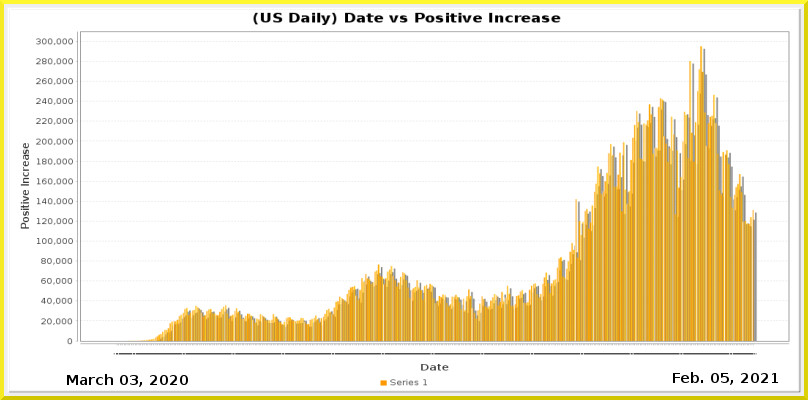 (US Daily) Date vs Positive Increase
300,000
280,000
260,000
240,000
220,000
200,000
180,000
160,000
140,000
120,000
100,000
80,000
60,000
40,000
20,000
0
Positive Increase
Date
March 03, 2020
Feb. 05, 2021
Series 1